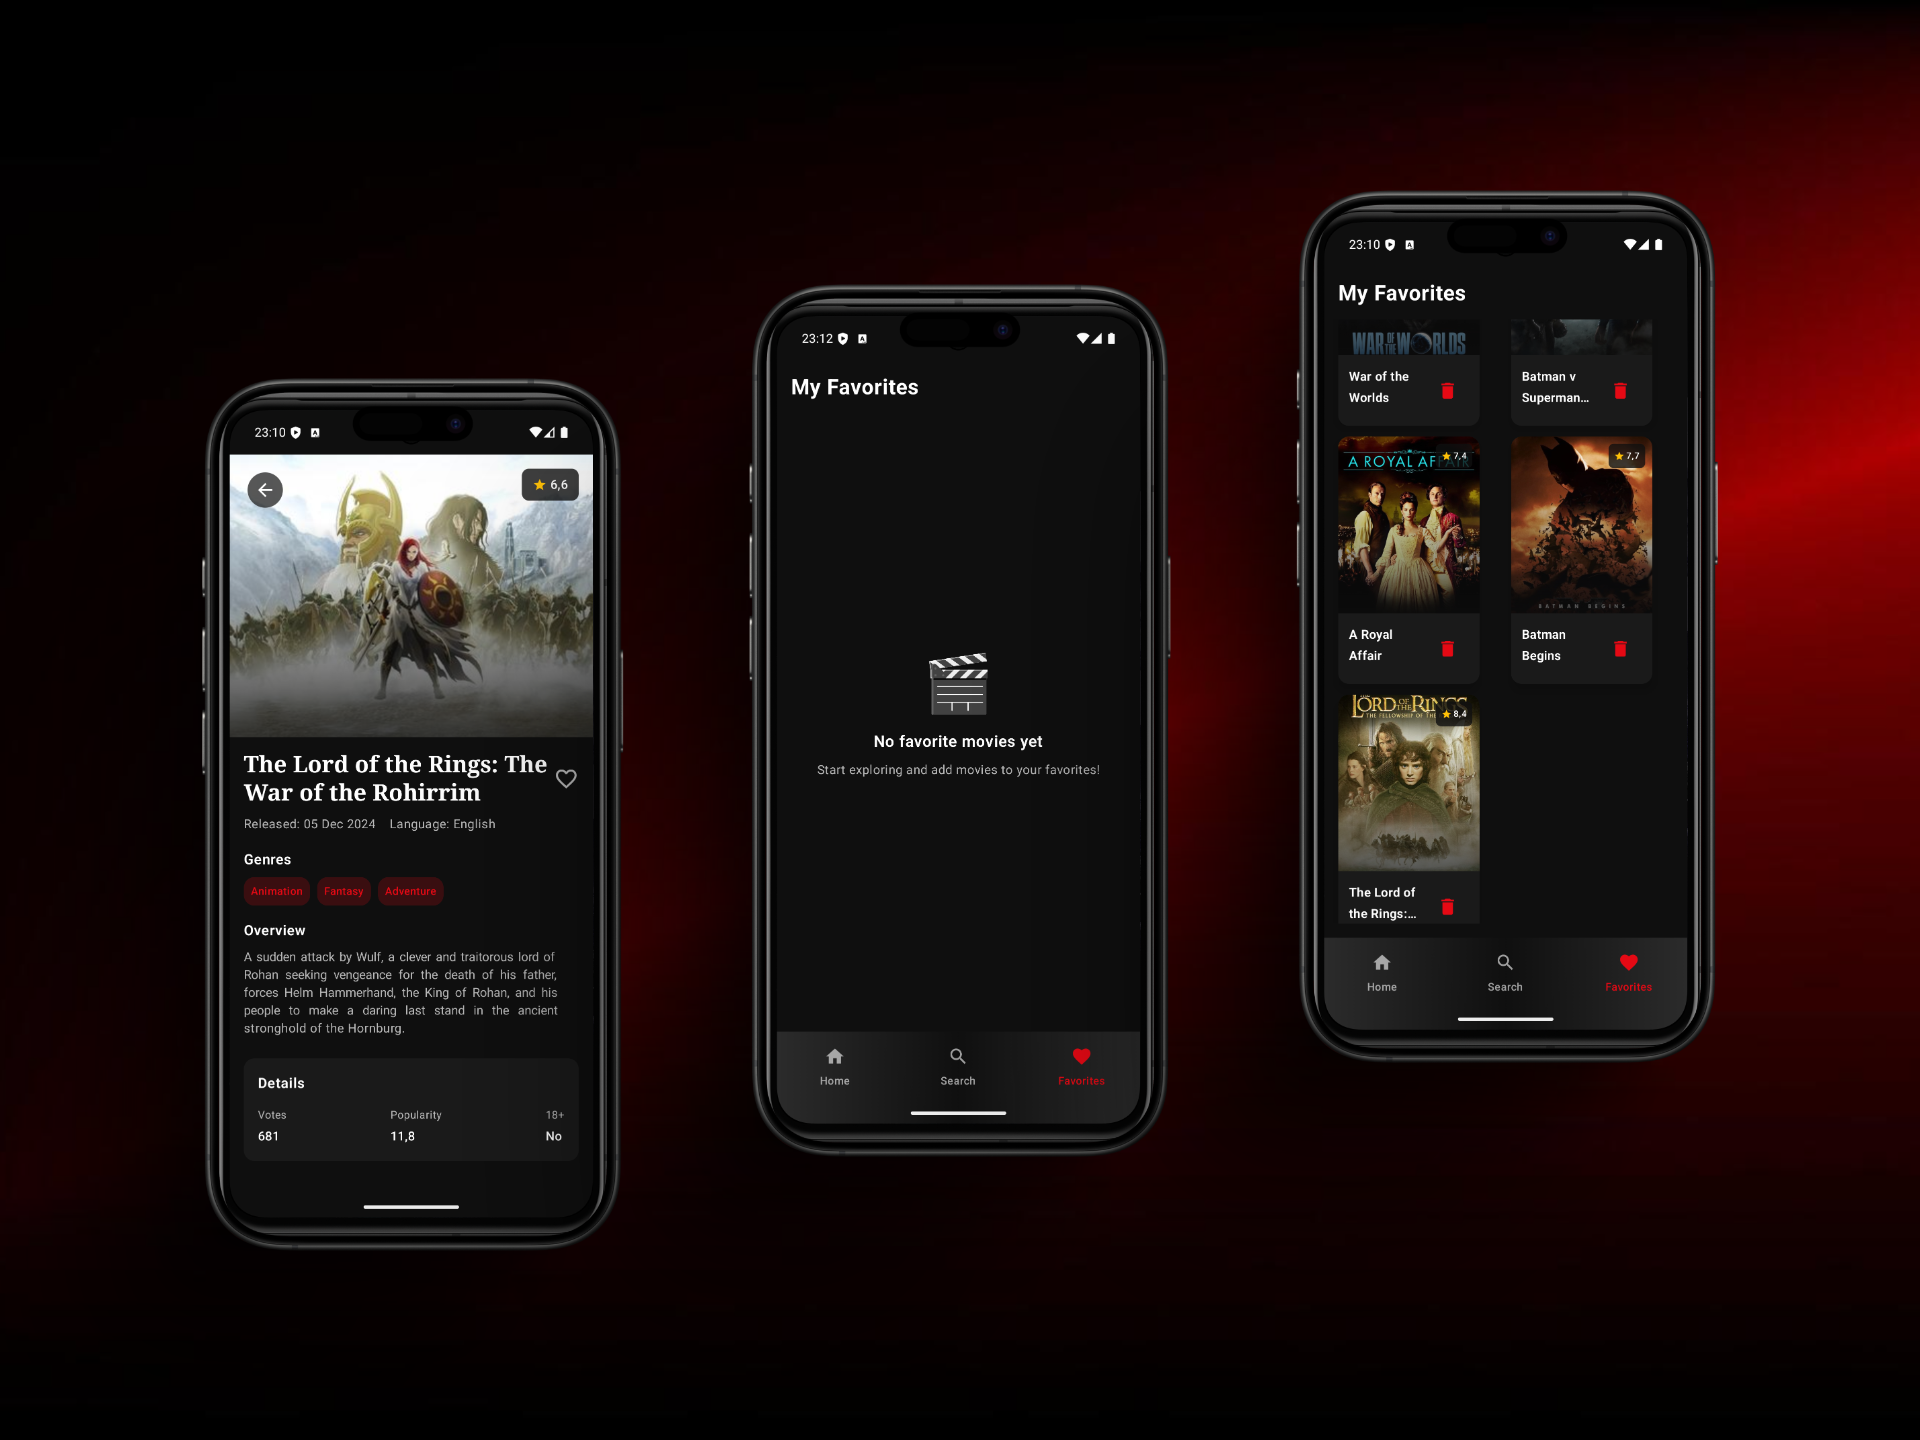 23:10
6,6
The Lord of the Rings: The
War of the Rohirrim
Released: 05 Dec 2024 Language: English
Genres
Animation Fantasy Adventure
Overview
A sudden attack by Wulf, a clever and traitorous lord of
Rohan seeking vengeance for the death of his father,
forces Helm Hammerhand, the King of Rohan, and his
people to make a daring last stand in the ancient
stronghold of the Hornburg.
Details
Votes Popularity 18+
681 11,8 No
23:12
My Favorites
No favorite movies yet
Start exploring and add movies to your favorites!
Home Search Favorites
23:10
My Favorites
WAR OF THE WORLDS
War of the
Worlds
Batman v
Superman...
A ROYAL AFFAIR
7,4
A Royal
Affair
7,7
BATMAN BEGINS
Batman
Begins
THE LORD OF THE RINGS
THE FELLOWSHIP OF THE
8,4
The Lord of
the Rings:...
Home Search Favorites